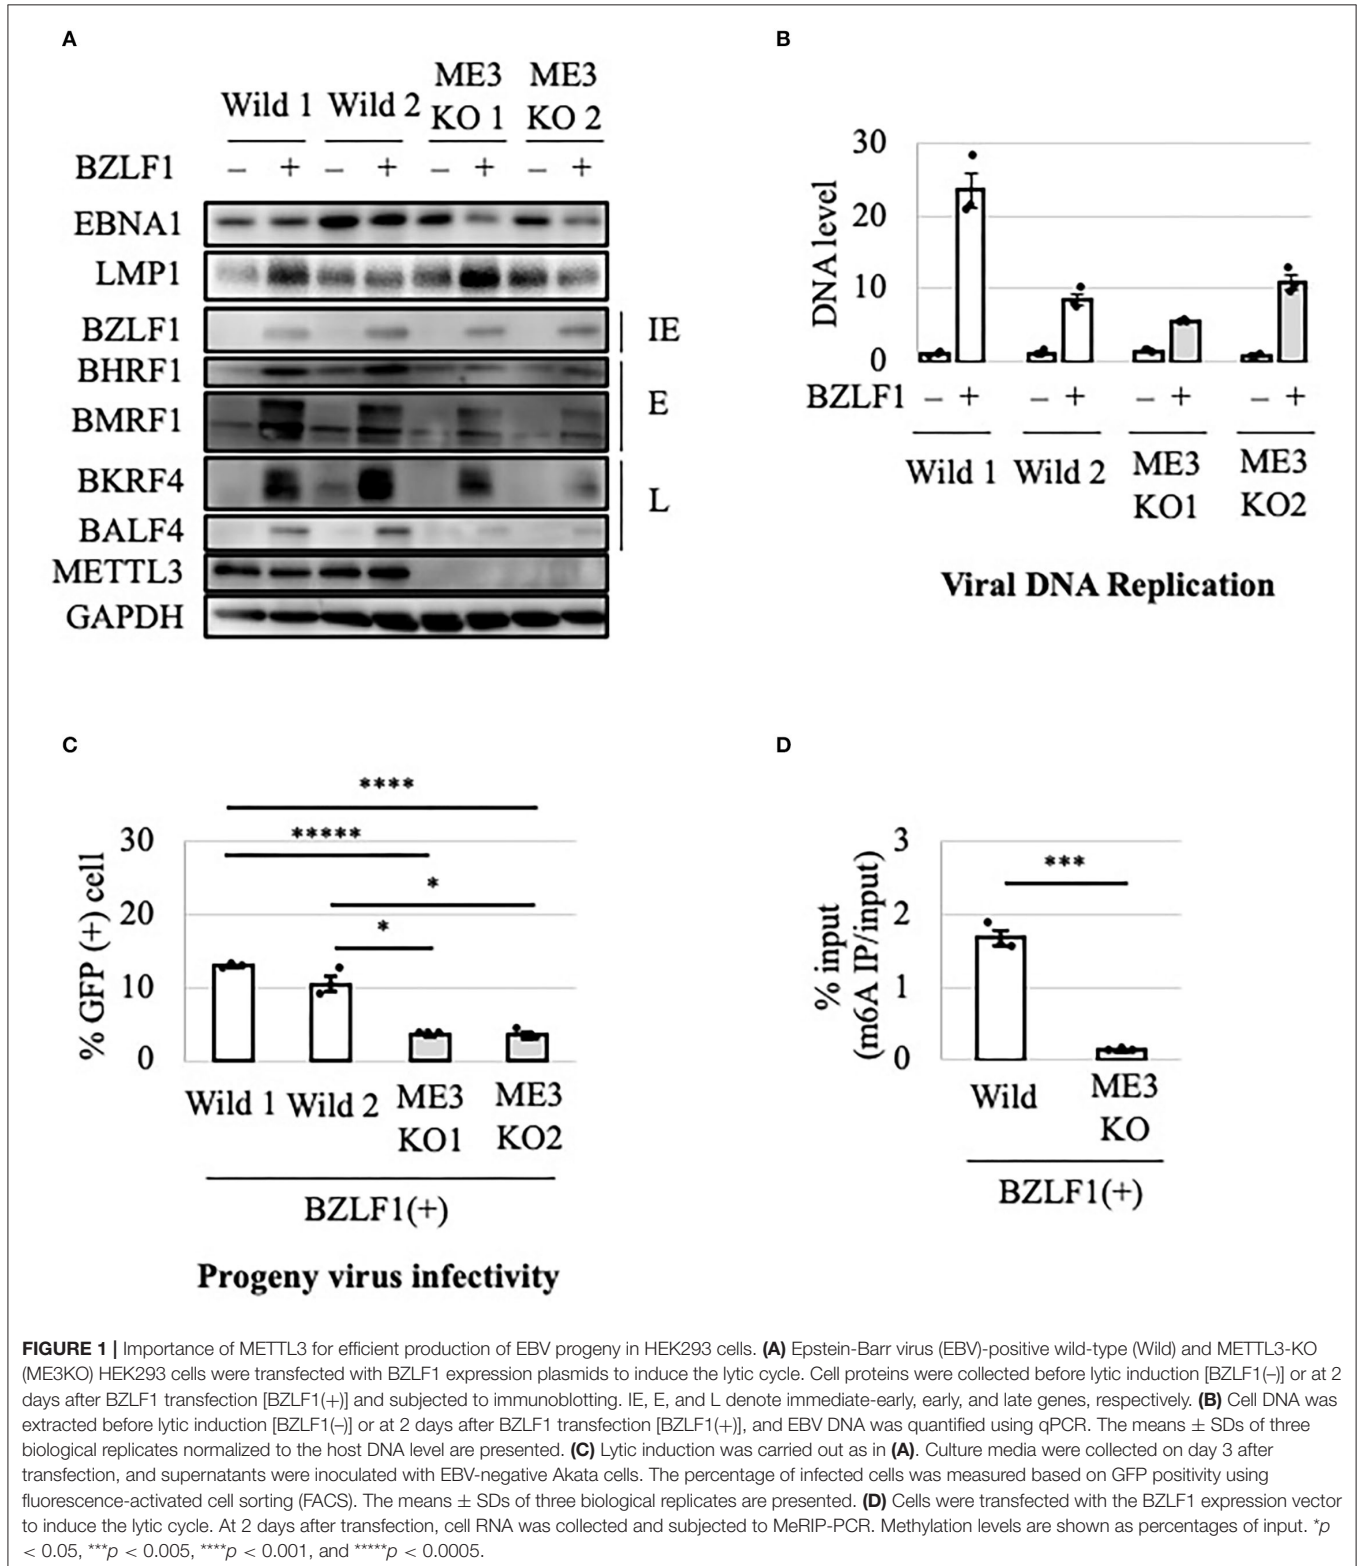 A
Wild 1 Wild 2 ME3 KO 1 ME3 KO 2
BZLF1 – + – + – + – +
EBNA1
LMP1
BZLF1 IE
BHRF1
E
BMRF1
BKRF4
L
BALF4
METTL3
GAPDH
B
30
20
10
0
DNA level
BZLF1 – + – + – + – +
Wild 1 Wild 2 ME3 KO1 ME3 KO2
Viral DNA Replication
C
****
*****
*
*
30
20
10
0
% GFP (+) cell
Wild 1 Wild 2 ME3 KO1 ME3 KO2
BZLF1(+)
Progeny virus infectivity
D
***
3
2
1
0
% input
(m6A IP/input)
Wild ME3 KO
BZLF1(+)
FIGURE 1 | Importance of METTL3 for efficient production of EBV progeny in HEK293 cells. (A) Epstein-Barr virus (EBV)-positive wild-type (Wild) and METTL3-KO
(ME3KO) HEK293 cells were transfected with BZLF1 expression plasmids to induce the lytic cycle. Cell proteins were collected before lytic induction [BZLF1(–)] or at 2
days after BZLF1 transfection [BZLF1(+)] and subjected to immunoblotting. IE, E, and L denote immediate-early, early, and late genes, respectively. (B) Cell DNA was
extracted before lytic induction [BZLF1(–)] or at 2 days after BZLF1 transfection [BZLF1(+)], and EBV DNA was quantified using qPCR. The means ± SDs of three
biological replicates normalized to the host DNA level are presented. (C) Lytic induction was carried out as in (A). Culture media were collected on day 3 after
transfection, and supernatants were inoculated with EBV-negative Akata cells. The percentage of infected cells was measured based on GFP positivity using
fluorescence-activated cell sorting (FACS). The means ± SDs of three biological replicates are presented. (D) Cells were transfected with the BZLF1 expression vector
to induce the lytic cycle. At 2 days after transfection, cell RNA was collected and subjected to MeRIP-PCR. Methylation levels are shown as percentages of input. *p
< 0.05, ***p < 0.005, ****p < 0.001, and *****p < 0.0005.